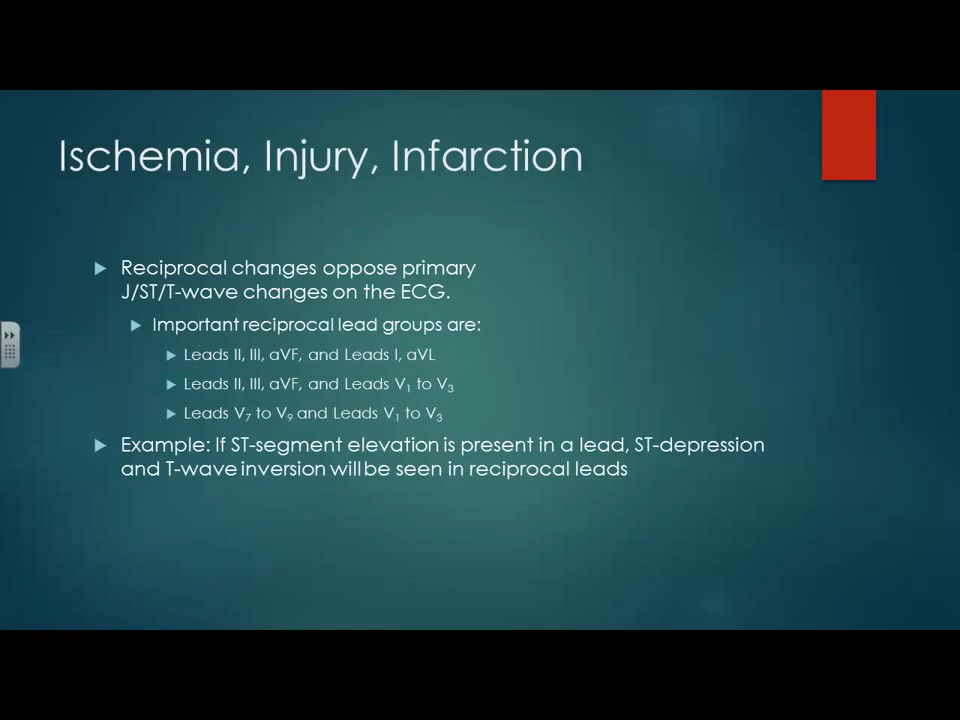 Ischemia, Injury, Infarction
Reciprocal changes oppose primary
J/ST/T-wave changes on the ECG.
Important reciprocal lead groups are:
Leads II, III, aVF, and Leads I, aVL
Leads II, III, aVF, and Leads V₁ to V₃
Leads V₇ to V₉ and Leads V₁ to V₃
Example: If ST-segment elevation is present in a lead, ST-depression
and T-wave inversion will be seen in reciprocal leads